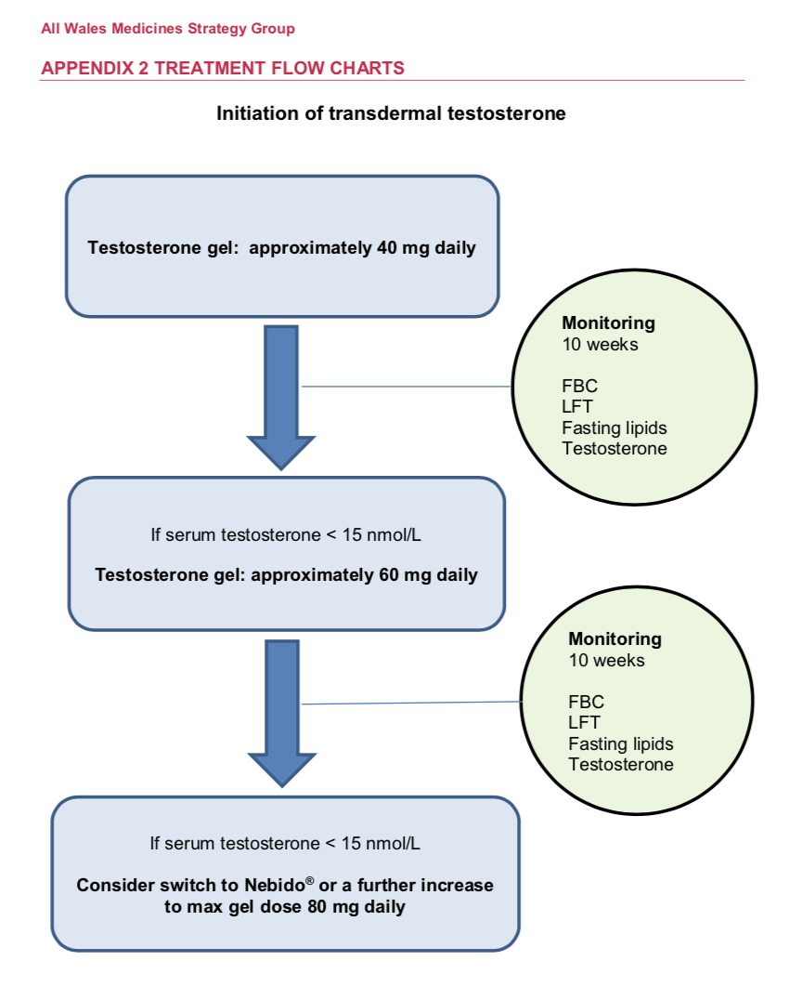 All Wales Medicines Strategy Group
APPENDIX 2 TREATMENT FLOW CHARTS
Initiation of transdermal testosterone
Testosterone gel:  approximately 40 mg daily
Monitoring
10 weeks
FBC
LFT
Fasting lipids
Testosterone
If serum testosterone < 15 nmol/L
Testosterone gel: approximately 60 mg daily
Monitoring
10 weeks
FBC
LFT
Fasting lipids
Testosterone
If serum testosterone < 15 nmol/L
Consider switch to Nebido® or a further increase
to max gel dose 80 mg daily